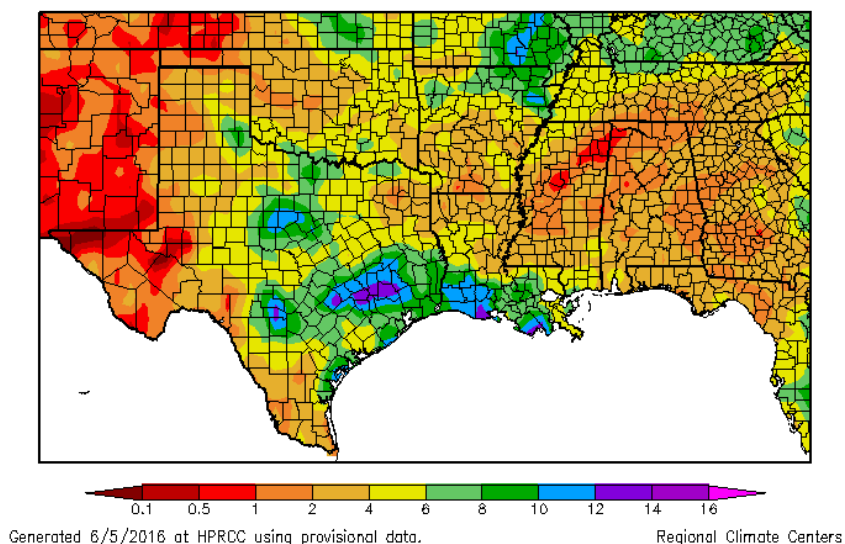 0.1 0.5 1 2 4 6 8 10 12 14 16
Generated 6/5/2016 at HPRCC using provisional data. Regional Climate Centers